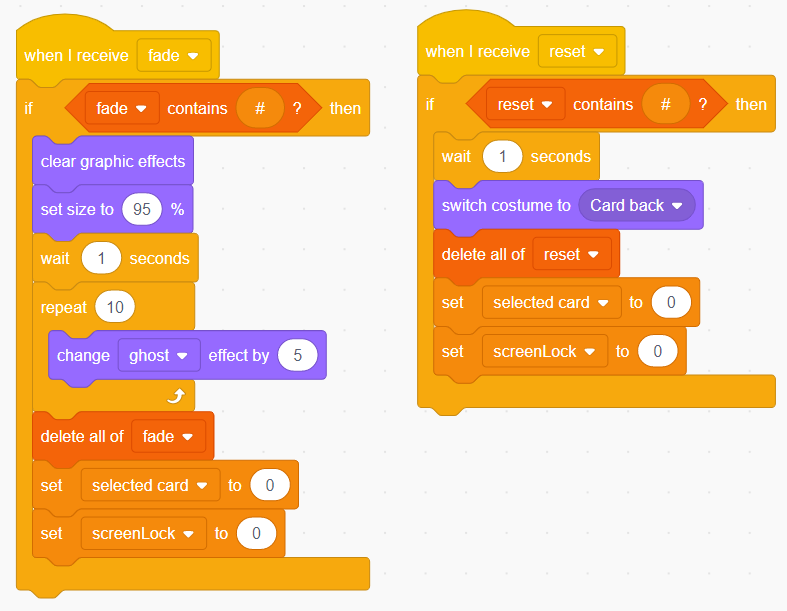 when I receive fade
if fade contains # ? then
clear graphic effects
set size to 95 %
wait 1 seconds
repeat 10
change ghost effect by 5
delete all of fade
set selected card to 0
set screenLock to 0
when I receive reset
if reset contains # ? then
wait 1 seconds
switch costume to Card back
delete all of reset
set selected card to 0
set screenLock to 0